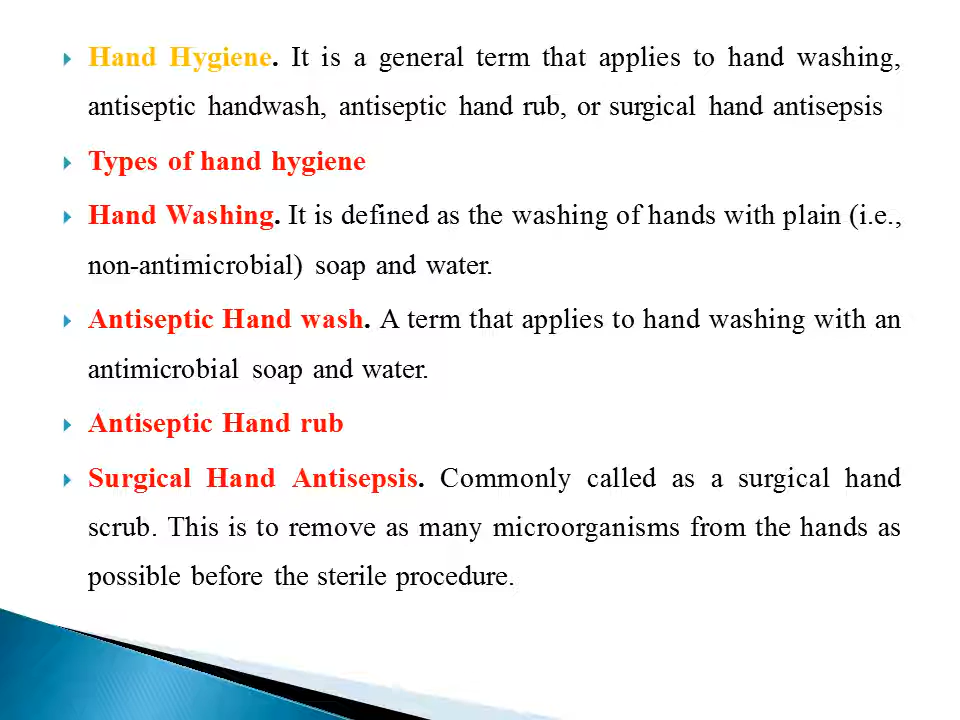 Hand Hygiene. It is a general term that applies to hand washing,
antiseptic handwash, antiseptic hand rub, or surgical hand antisepsis
Types of hand hygiene
Hand Washing. It is defined as the washing of hands with plain (i.e.,
non-antimicrobial) soap and water.
Antiseptic Hand wash. A term that applies to hand washing with an
antimicrobial soap and water.
Antiseptic Hand rub
Surgical Hand Antisepsis. Commonly called as a surgical hand
scrub. This is to remove as many microorganisms from the hands as
possible before the sterile procedure.